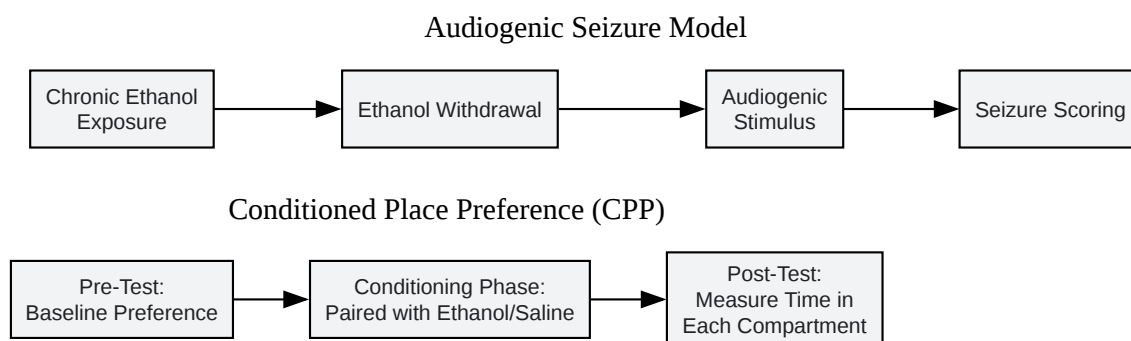 Audiogenic Seizure Model
Chronic Ethanol
Exposure
Ethanol Withdrawal
Audiogenic
Stimulus
Seizure Scoring
Conditioned Place Preference (CPP)
Pre-Test:
Baseline Preference
Conditioning Phase:
Paired with Ethanol/Saline
Post-Test:
Measure Time in
Each Compartment